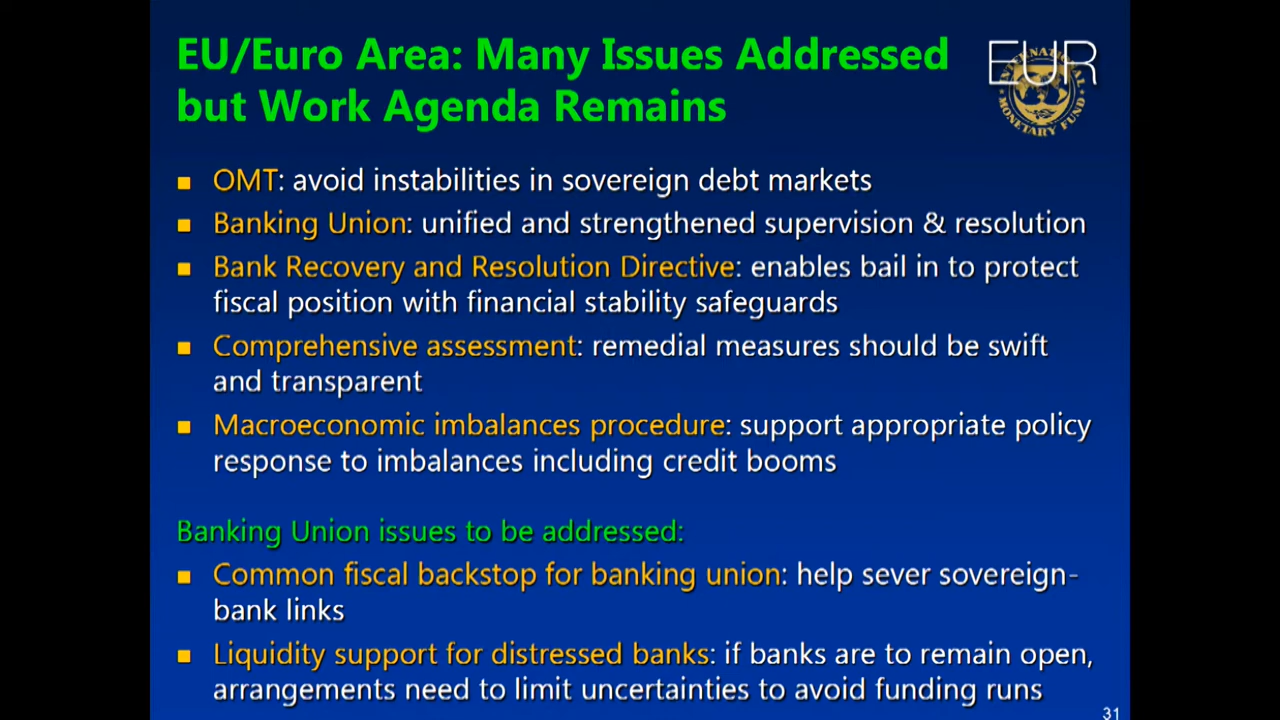 EU/Euro Area: Many Issues Addressed
but Work Agenda Remains
EUR
INTERNATIONAL
MONETARY FUND
OMT: avoid instabilities in sovereign debt markets
Banking Union: unified and strengthened supervision & resolution
Bank Recovery and Resolution Directive: enables bail in to protect
fiscal position with financial stability safeguards
Comprehensive assessment: remedial measures should be swift
and transparent
Macroeconomic imbalances procedure: support appropriate policy
response to imbalances including credit booms
Banking Union issues to be addressed:
Common fiscal backstop for banking union: help sever sovereign-
bank links
Liquidity support for distressed banks: if banks are to remain open,
arrangements need to limit uncertainties to avoid funding runs
31